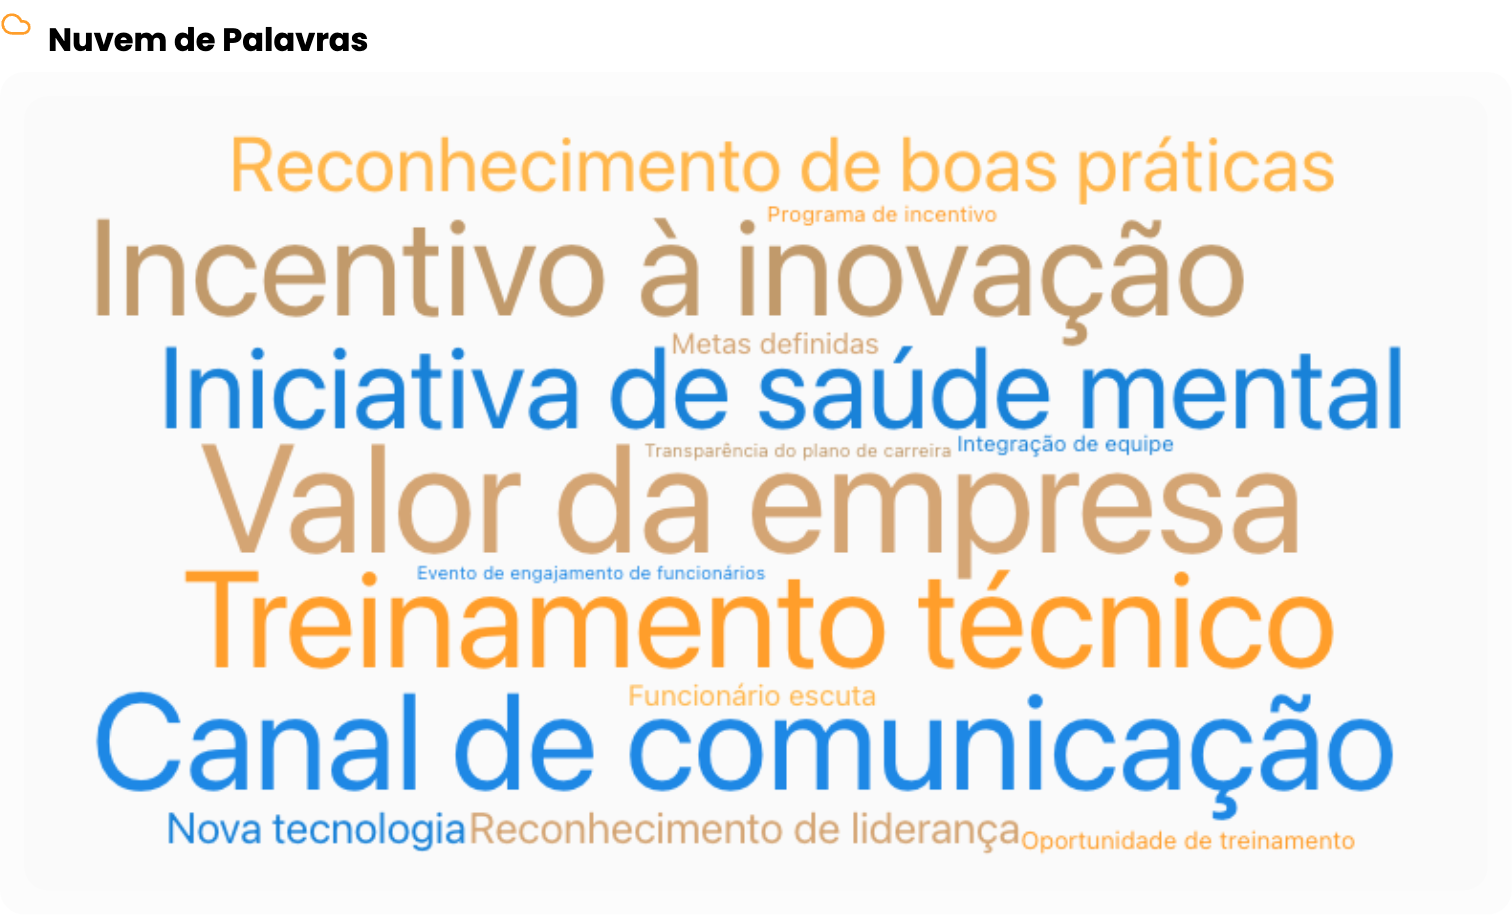 Nuvem de Palavras
Reconhecimento de boas práticas
Programa de incentivo
Incentivo à inovação
Metas definidas
Iniciativa de saúde mental
Transparência do plano de carreira
Integração de equipe
Valor da empresa
Evento de engajamento de funcionários
Treinamento técnico
Funcionário escuta
Canal de comunicação
Nova tecnologia
Reconhecimento de liderança
Oportunidade de treinamento